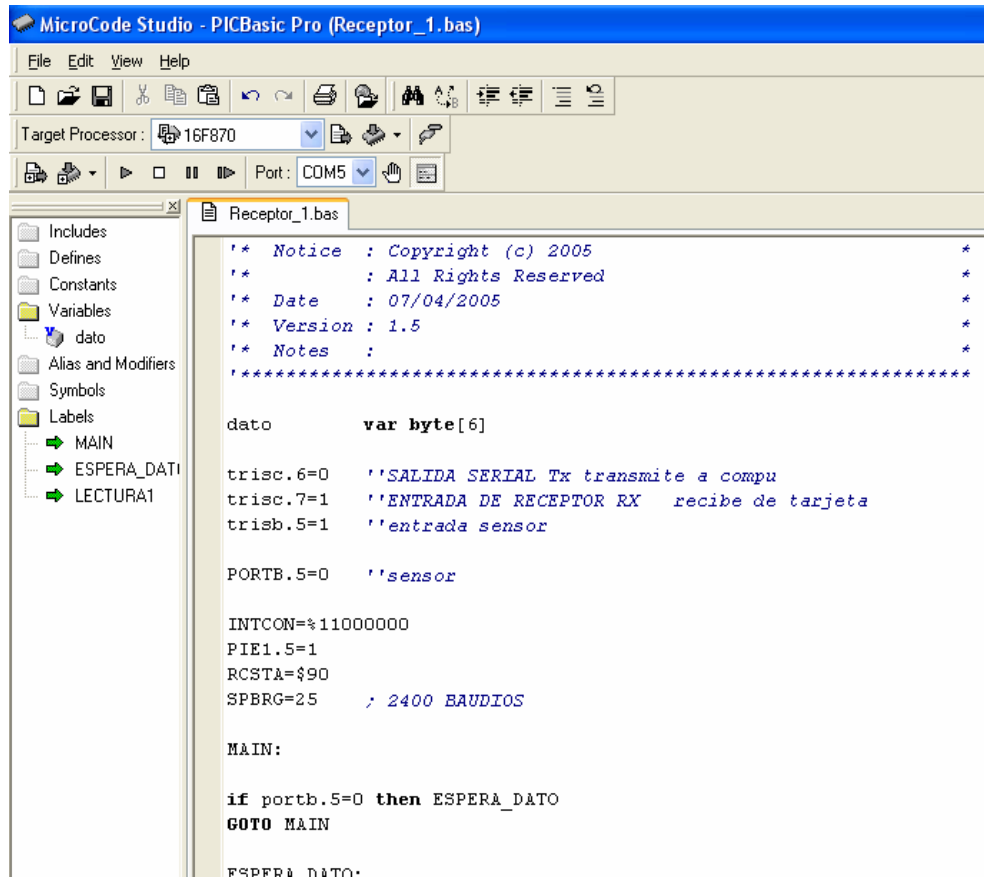 MicroCode Studio - PICBasic Pro (Receptor_1.bas)
File Edit View Help
Target Processor : 16F870
Port : COM5
Includes
Defines
Constants
Variables
dato
Alias and Modifiers
Symbols
Labels
MAIN
ESPERA_DAT
LECTURA1
Receptor_1.bas
'*  Notice  : Copyright (c) 2005                                *
'*          : All Rights Reserved                               *
'*  Date    : 07/04/2005                                        *
'*  Version : 1.5                                               *
'*  Notes   :                                                   *
'****************************************************************
dato        var byte[6]
trisc.6=0   ''SALIDA SERIAL Tx transmite a compu
trisc.7=1   ''ENTRADA DE RECEPTOR RX   recibe de tarjeta
trisb.5=1   ''entrada sensor
PORTB.5=0   ''sensor
INTCON=%11000000
PIE1.5=1
RCSTA=$90
SPBRG=25    ; 2400 BAUDIOS
MAIN:
if portb.5=0 then ESPERA_DATO
GOTO MAIN
ESPERA_DATO: